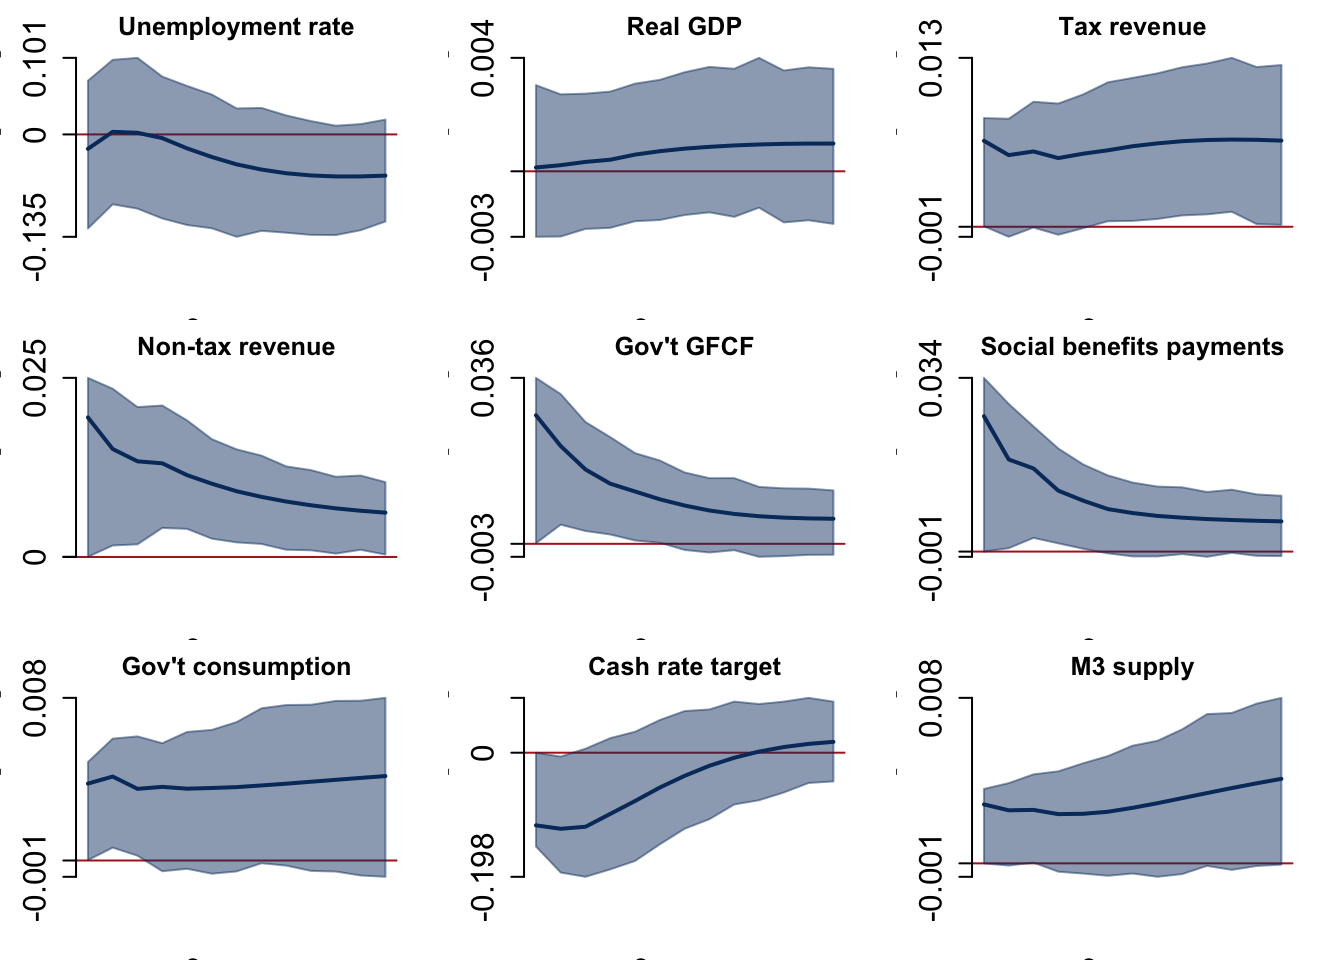 Unemployment rate
0.101
0
-0.135
Real GDP
0.004
-0.003
Tax revenue
0.013
-0.001
Non-tax revenue
0.025
0
Gov't GFCF
0.036
-0.003
Social benefits payments
0.034
-0.001
Gov't consumption
0.008
-0.001
Cash rate target
0
-0.198
M3 supply
0.008
-0.001